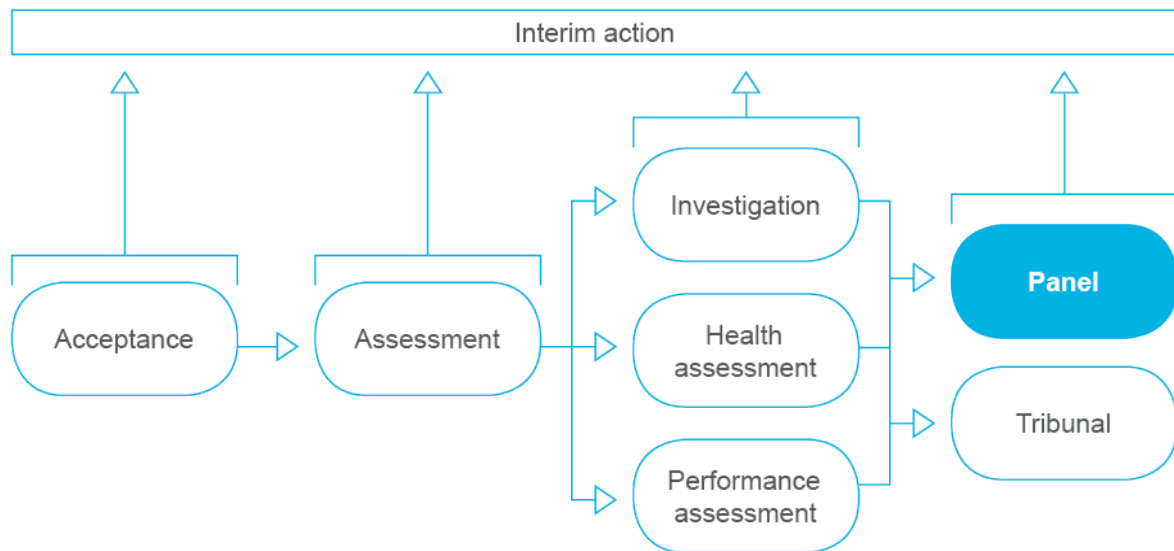 Interim action
Acceptance
Assessment
Investigation
Health
assessment
Performance
assessment
Panel
Tribunal